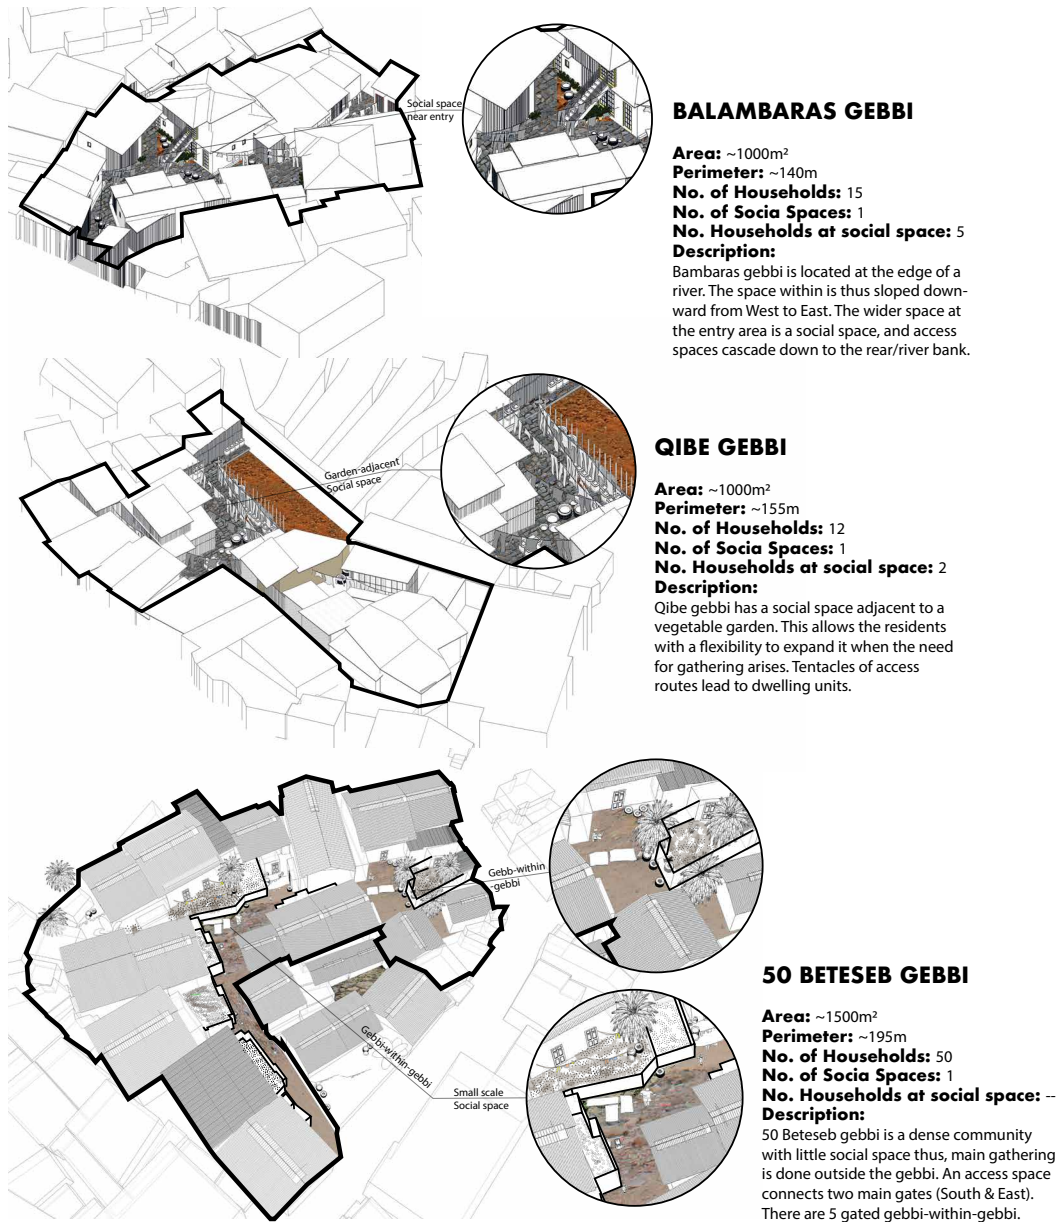 Social space
near entry
BALAMBARAS GEBBI
Area: ~1000m²
Perimeter: ~140m
No. of Households: 15
No. of Socia Spaces: 1
No. Households at social space: 5
Description:
Bambaras gebbi is located at the edge of a
river. The space within is thus sloped down-
ward from West to East. The wider space at
the entry area is a social space, and access
spaces cascade down to the rear/river bank.
Garden-adjacent
Social space
QIBE GEBBI
Area: ~1000m²
Perimeter: ~155m
No. of Households: 12
No. of Socia Spaces: 1
No. Households at social space: 2
Description:
Qibe gebbi has a social space adjacent to a
vegetable garden. This allows the residents
with a flexibility to expand it when the need
for gathering arises. Tentacles of access
routes lead to dwelling units.
Gebb-within
-gebbi
Gebbi-within-gebbi
Small scale
Social space
50 BETESEB GEBBI
Area: ~1500m²
Perimeter: ~195m
No. of Households: 50
No. of Socia Spaces: 1
No. Households at social space: --
Description:
50 Beteseb gebbi is a dense community
with little social space thus, main gathering
is done outside the gebbi. An access space
connects two main gates (South & East).
There are 5 gated gebbi-within-gebbi.